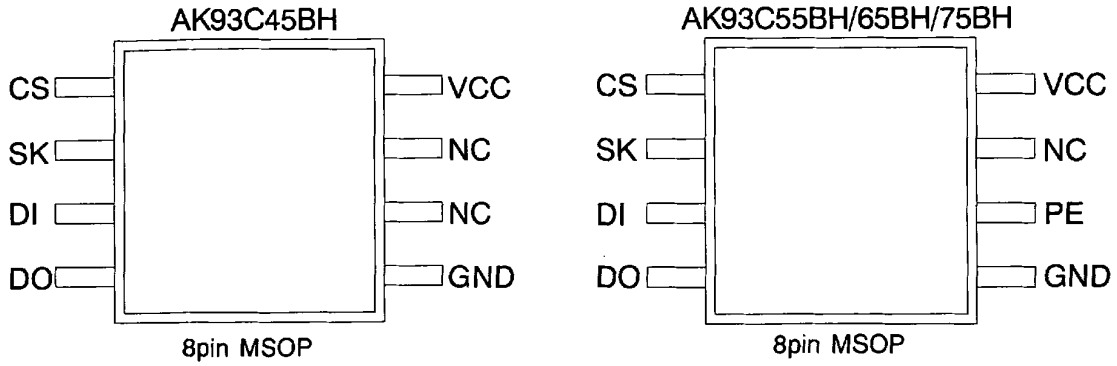 AK93C45BH
CS
SK
DI
DO
VCC
NC
NC
GND
8pin MSOP
AK93C55BH/65BH/75BH
CS
SK
DI
DO
VCC
NC
PE
GND
8pin MSOP